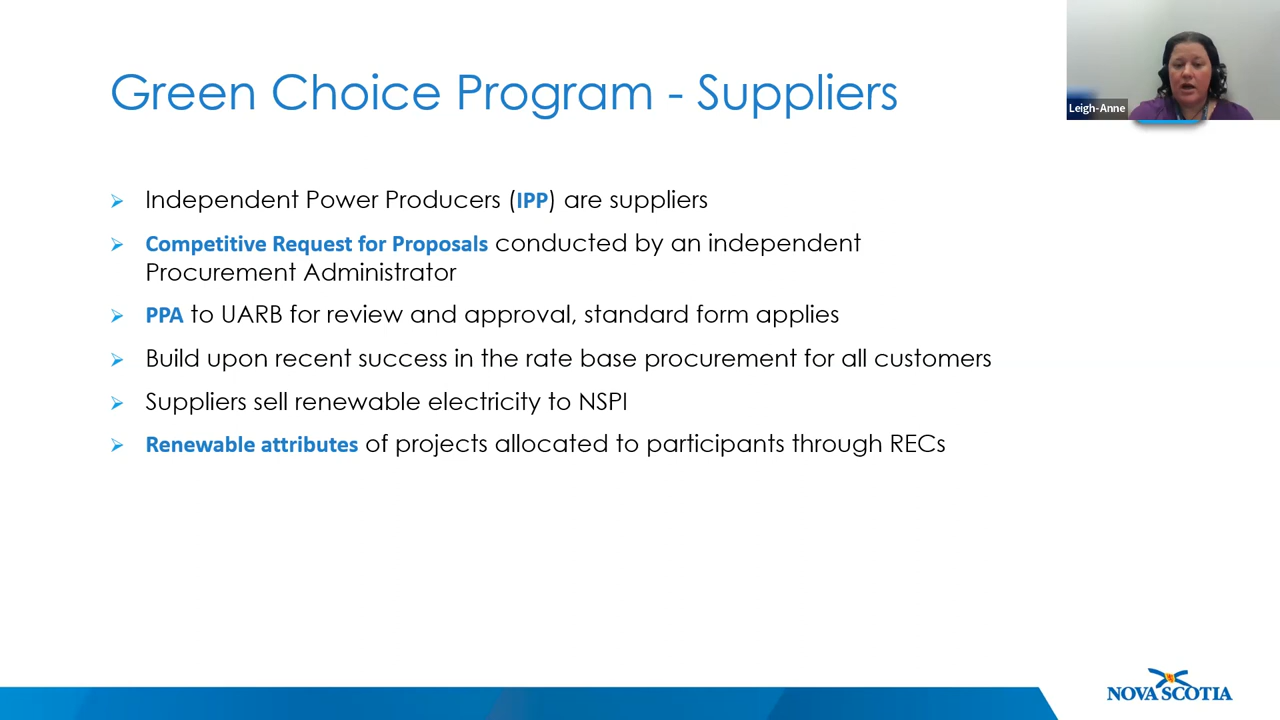 Green Choice Program - Suppliers
Leigh-Anne
➢ Independent Power Producers (IPP) are suppliers
➢ Competitive Request for Proposals conducted by an independent
Procurement Administrator
➢ PPA to UARB for review and approval, standard form applies
➢ Build upon recent success in the rate base procurement for all customers
➢ Suppliers sell renewable electricity to NSPI
➢ Renewable attributes of projects allocated to participants through RECs
NOVA SCOTIA